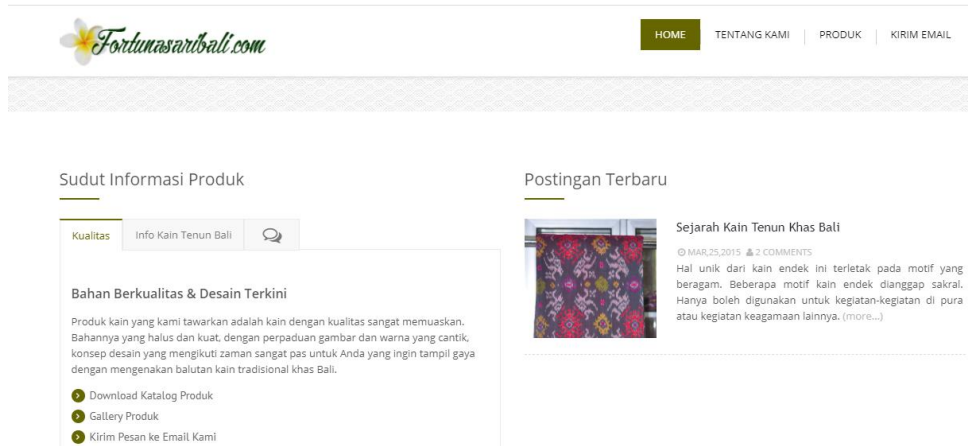 Fortunasaribali.com
HOME
TENTANG KAMI
PRODUK
KIRIM EMAIL
Sudut Informasi Produk
Kualitas
Info Kain Tenun Bali
Bahan Berkualitas & Desain Terkini
Produk kain yang kami tawarkan adalah kain dengan kualitas sangat memuaskan.
Bahannya yang halus dan kuat, dengan perpaduan gambar dan warna yang cantik,
konsep desain yang mengikuti zaman sangat pas untuk Anda yang ingin tampil gaya
dengan mengenakan balutan kain tradisional khas Bali.
Download Katalog Produk
Gallery Produk
Kirim Pesan ke Email Kami
Postingan Terbaru
Sejarah Kain Tenun Khas Bali
MAR,25,2015 2 COMMENTS
Hal unik dari kain endek ini terletak pada motif yang
beragam. Beberapa motif kain endek dianggap sakral.
Hanya boleh digunakan untuk kegiatan-kegiatan di pura
atau kegiatan keagamaan lainnya. (more...)